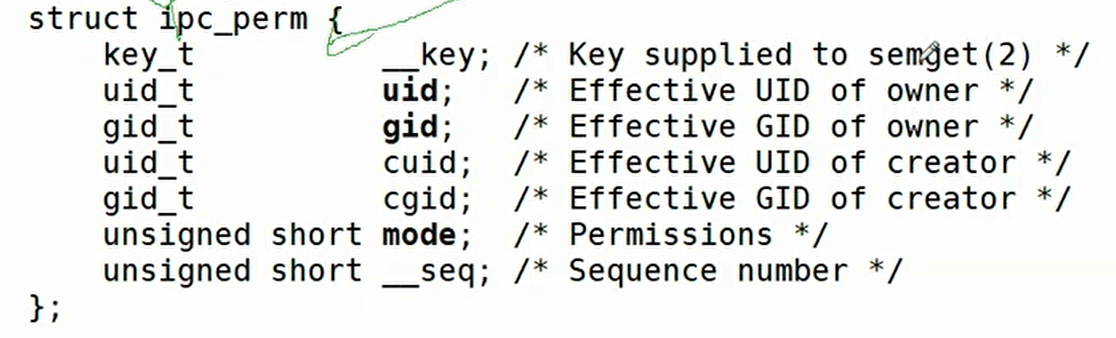 struct ipc_perm {
    key_t          __key; /* Key supplied to semget(2) */
    uid_t          uid;   /* Effective UID of owner */
    gid_t          gid;   /* Effective GID of owner */
    uid_t          cuid;  /* Effective UID of creator */
    gid_t          cgid;  /* Effective GID of creator */
    unsigned short mode;  /* Permissions */
    unsigned short __seq; /* Sequence number */
};